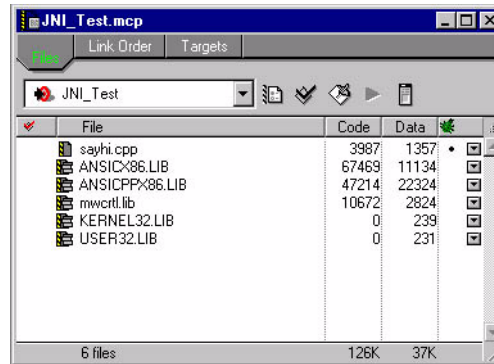 JNI_Test.mcp
Files Link Order Targets
JNI_Test
File Code Data
sayhi.cpp 3987 1357
ANSICX86.LIB 67469 11134
ANSICPPX86.LIB 47214 22324
mwcrtl.lib 10672 2824
KERNEL32.LIB 0 239
USER32.LIB 0 231
6 files 126K 37K